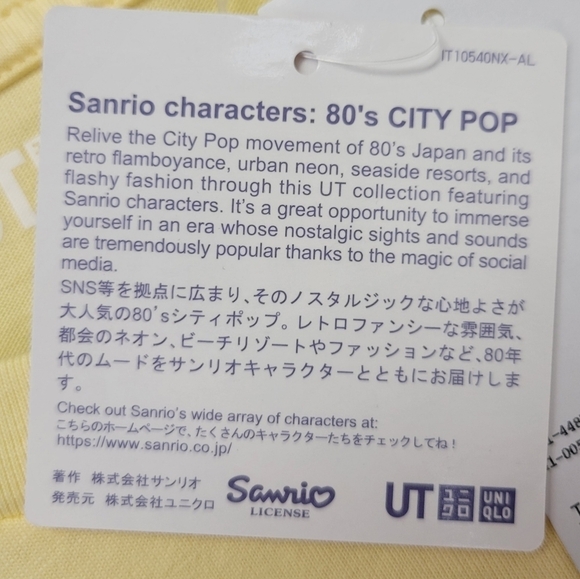 IT10540NX-AL
Sanrio characters: 80's CITY POP
Relive the City Pop movement of 80's Japan and its
retro flamboyance, urban neon, seaside resorts, and
flashy fashion through this UT collection featuring
Sanrio characters. It's a great opportunity to immerse
yourself in an era whose nostalgic sights and sounds
are tremendously popular thanks to the magic of social
media.
SNS等を拠点に広まり、そのノスタルジックな心地よさが
大人気の80'sシティポップ。レトロファンシーな雰囲気、
都会のネオン、ビーチリゾートやファッションなど、80年
代のムードをサンリオキャラクターとともにお届けしま
す。
Check out Sanrio's wide array of characters at:
こちらのホームページで、たくさんのキャラクターたちをチェックしてね!
https://www.sanrio.co.jp/
著作 株式会社サンリオ
発売元 株式会社ユニクロ
Sanrio
LICENSE
UT ユニクロ UNIQLO